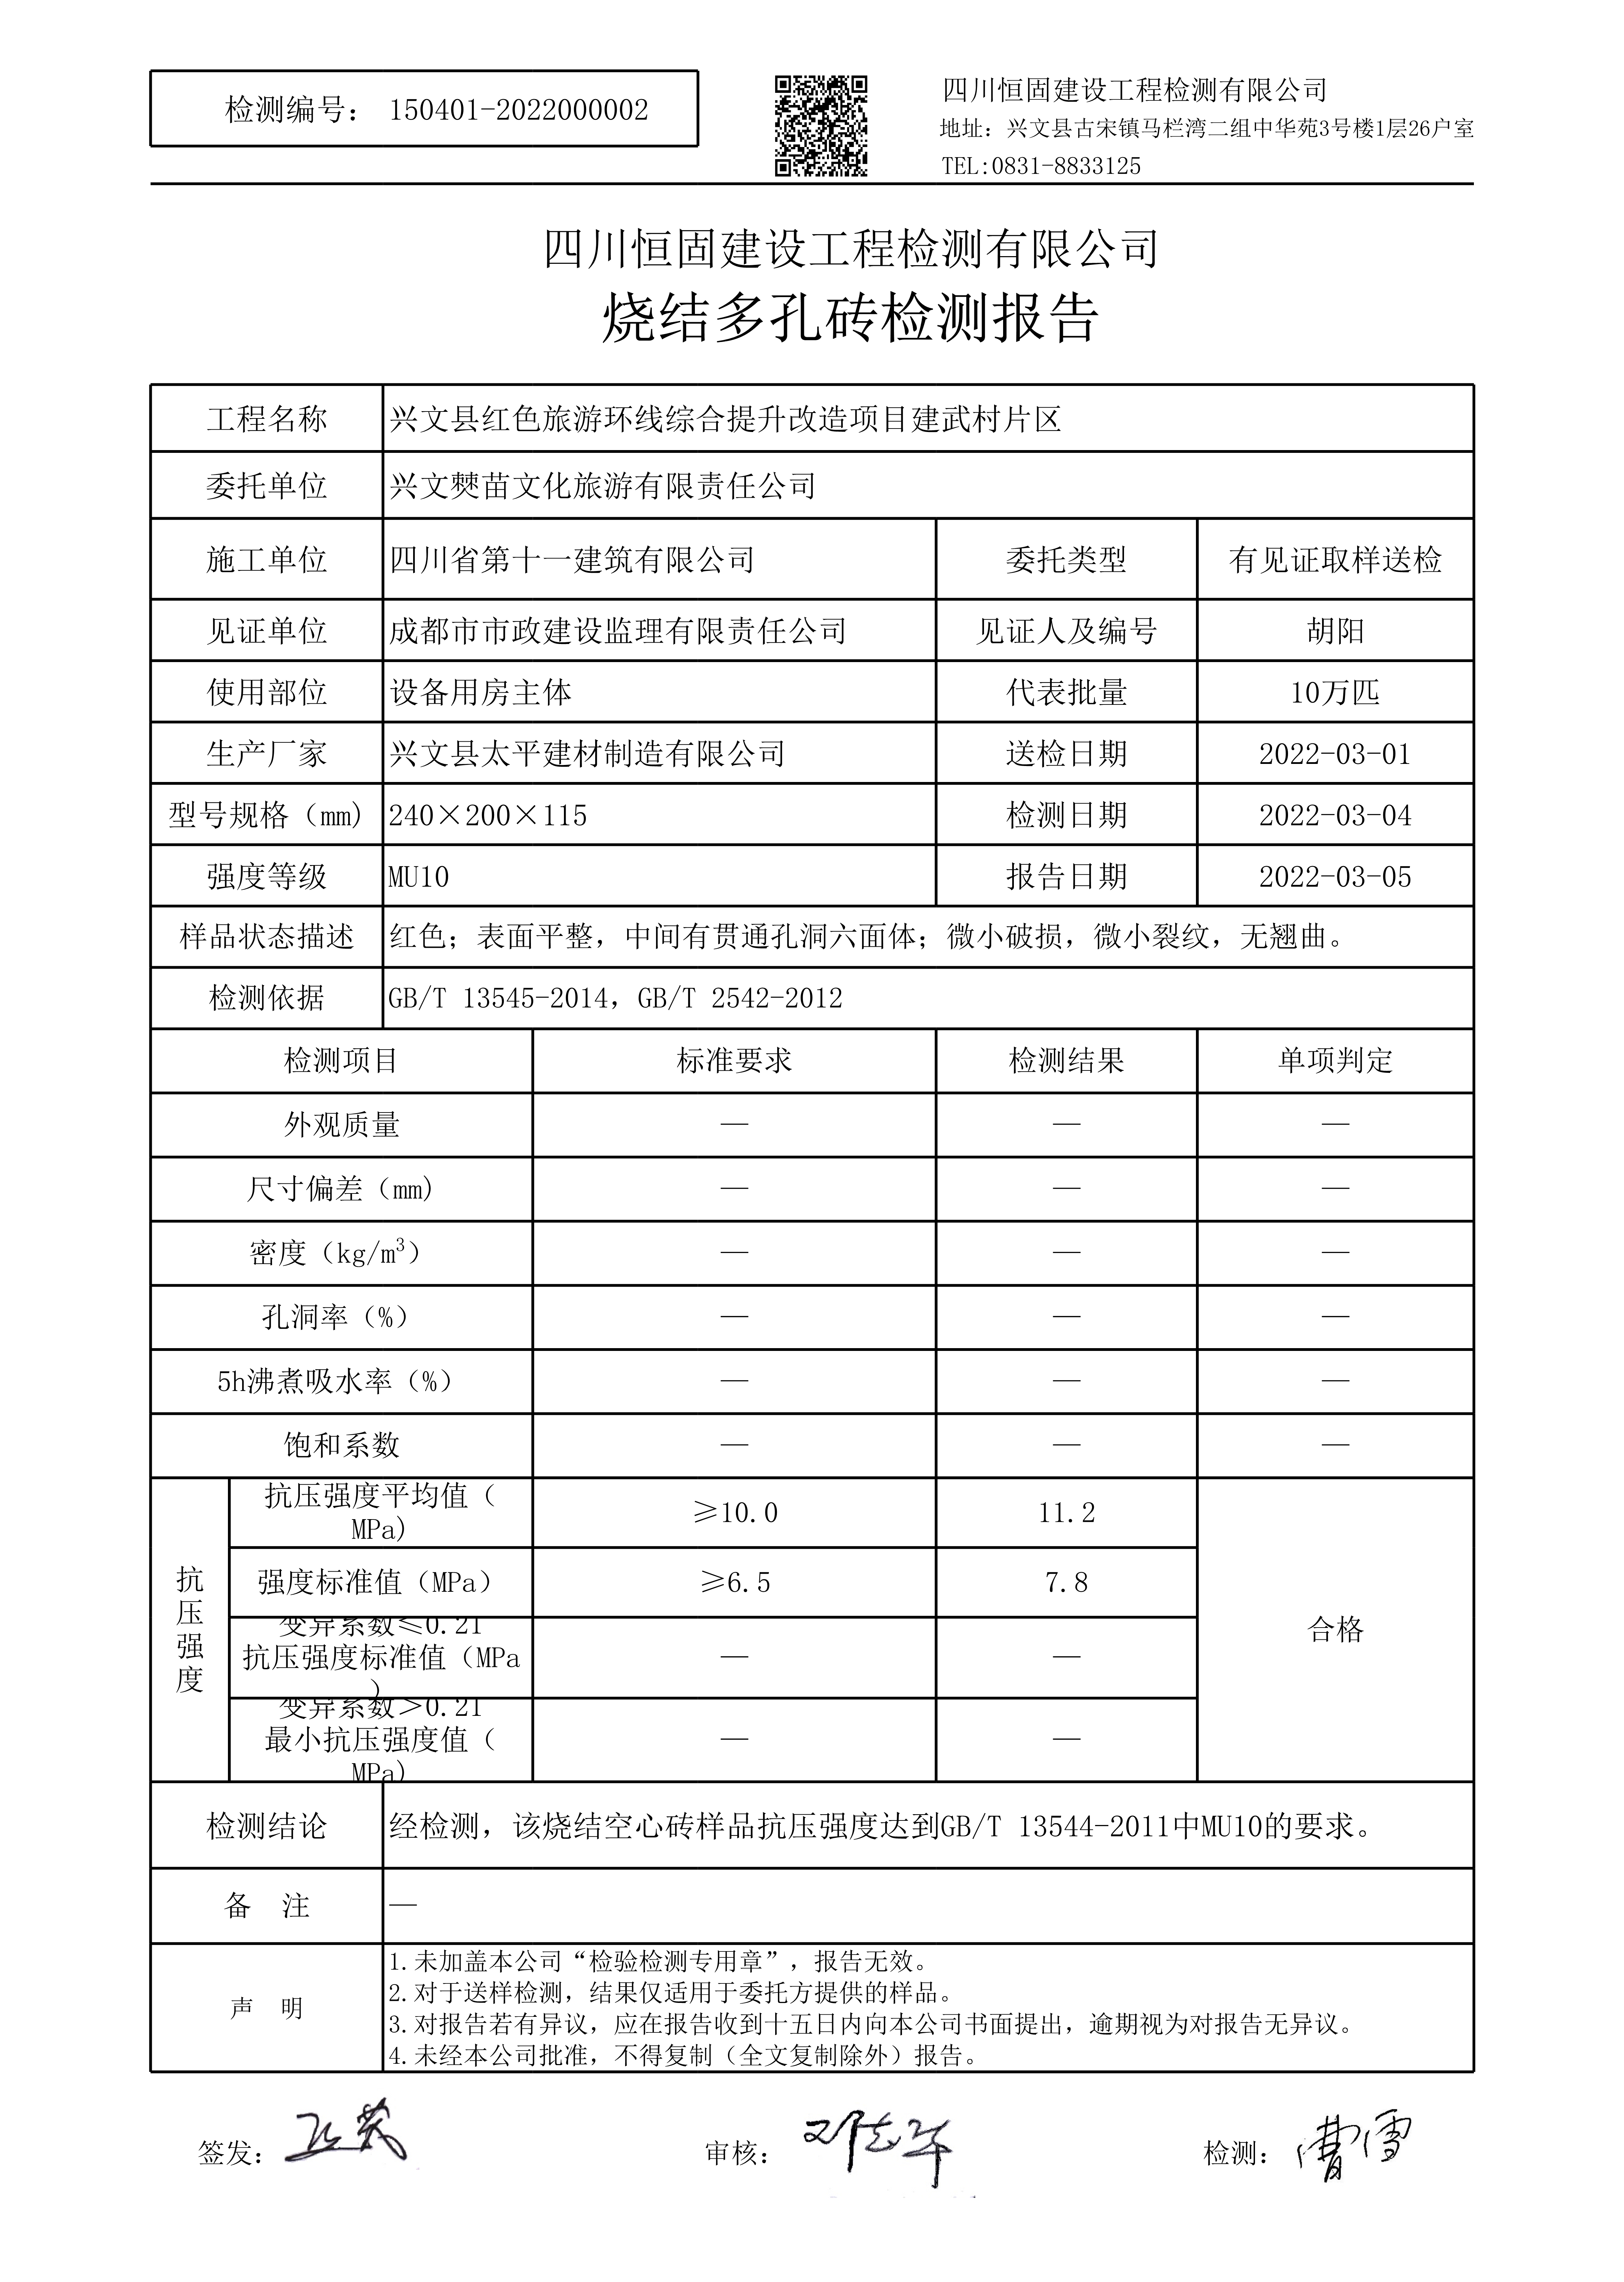 检测编号： 150401-2022000002
四川恒固建设工程检测有限公司
地址：兴文县古宋镇马栏湾二组中华苑3号楼1层26户室
TEL:0831-8833125
四川恒固建设工程检测有限公司
烧结多孔砖检测报告
工程名称 兴文县红色旅游环线综合提升改造项目建武村片区
委托单位 兴文僰苗文化旅游有限责任公司
施工单位 四川省第十一建筑有限公司 委托类型 有见证取样送检
见证单位 成都市市政建设监理有限责任公司 见证人及编号 胡阳
使用部位 设备用房主体 代表批量 10万匹
生产厂家 兴文县太平建材制造有限公司 送检日期 2022-03-01
型号规格（mm) 240×200×115 检测日期 2022-03-04
强度等级 MU10 报告日期 2022-03-05
样品状态描述 红色；表面平整，中间有贯通孔洞六面体；微小破损，微小裂纹，无翘曲。
检测依据 GB/T 13545-2014，GB/T 2542-2012
检测项目 标准要求 检测结果 单项判定
外观质量 — — —
尺寸偏差（mm) — — —
密度（kg/m³） — — —
孔洞率（%） — — —
5h沸煮吸水率（%） — — —
饱和系数 — — —
抗压强度
抗压强度平均值（
MPa) ≥10.0 11.2
强度标准值（MPa） ≥6.5 7.8
合格
变异系数≤0.21
抗压强度标准值（MPa — —
）
变异系数＞0.21
最小抗压强度值（ — —
MPa)
检测结论 经检测，该烧结空心砖样品抗压强度达到GB/T 13544-2011中MU10的要求。
备 注 —
声 明
1.未加盖本公司“检验检测专用章”，报告无效。
2.对于送样检测，结果仅适用于委托方提供的样品。
3.对报告若有异议，应在报告收到十五日内向本公司书面提出，逾期视为对报告无异议。
4.未经本公司批准，不得复制（全文复制除外）报告。
签发： 审核： 检测：曹雪